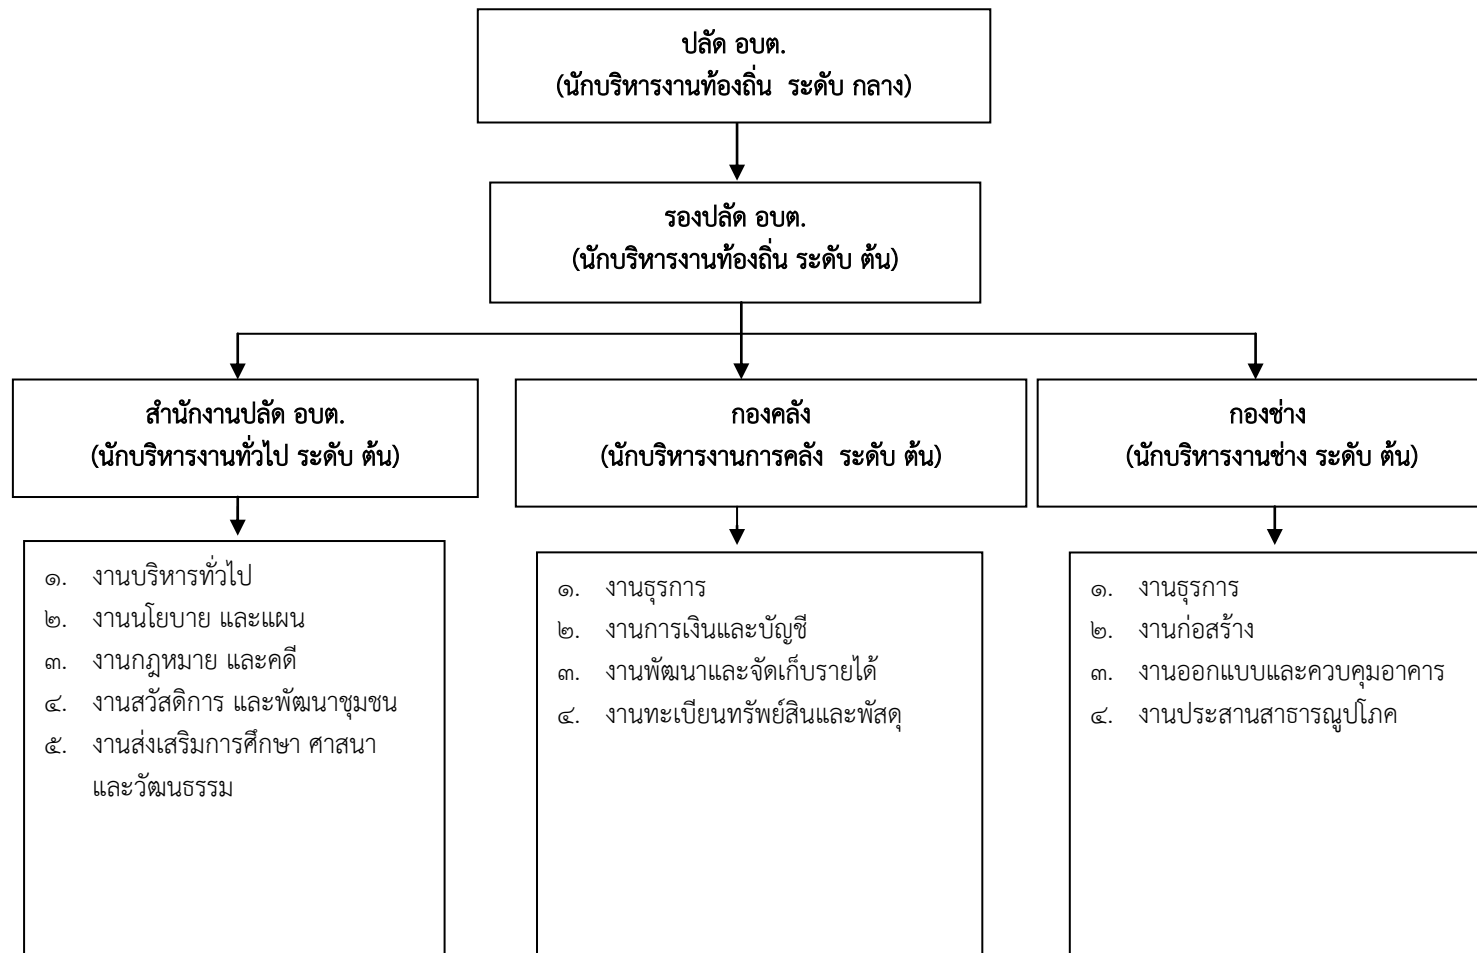 ปลัด อบต.
(นักบริหารงานท้องถิ่น ระดับ กลาง)
รองปลัด อบต.
(นักบริหารงานท้องถิ่น ระดับ ต้น)
สำนักงานปลัด อบต.
(นักบริหารงานทั่วไป ระดับ ต้น)
กองคลัง
(นักบริหารงานการคลัง ระดับ ต้น)
กองช่าง
(นักบริหารงานช่าง ระดับ ต้น)
๑. งานบริหารทั่วไป
๒. งานนโยบาย และแผน
๓. งานกฎหมาย และคดี
๔. งานสวัสดิการ และพัฒนาชุมชน
๕. งานส่งเสริมการศึกษา ศาสนา
และวัฒนธรรม
๑. งานธุรการ
๒. งานการเงินและบัญชี
๓. งานพัฒนาและจัดเก็บรายได้
๔. งานทะเบียนทรัพย์สินและพัสดุ
๑. งานธุรการ
๒. งานก่อสร้าง
๓. งานออกแบบและควบคุมอาคาร
๔. งานประสานสาธารณูปโภค